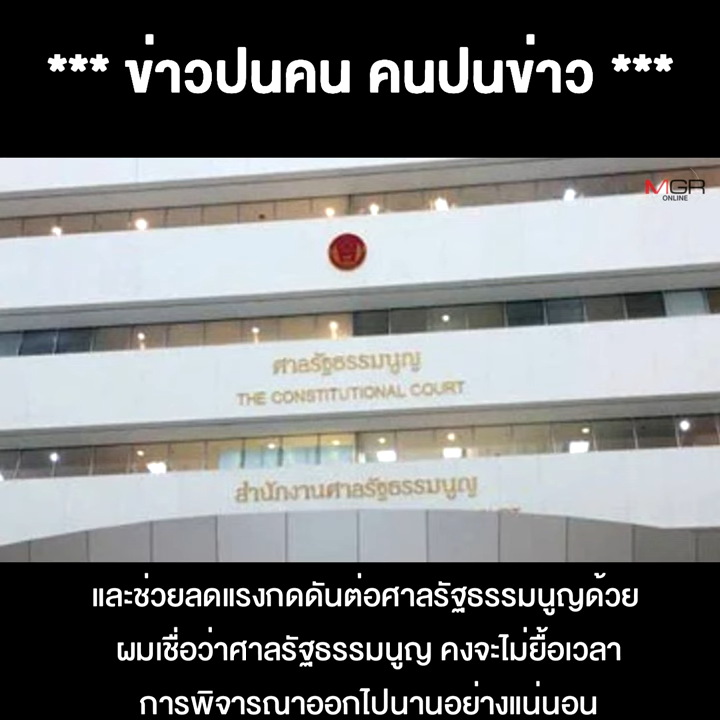 *** ข่าวปนคน คนปนข่าว ***
MGR
ONLINE
ศาลรัฐธรรมนูญ
THE CONSTITUTIONAL COURT
สำนักงานศาลรัฐธรรมนูญ
และช่วยลดแรงกดดันต่อศาลรัฐธรรมนูญด้วย
ผมเชื่อว่าศาลรัฐธรรมนูญ คงจะไม่ยื้อเวลา
การพิจารณาออกไปนานอย่างแน่นอน